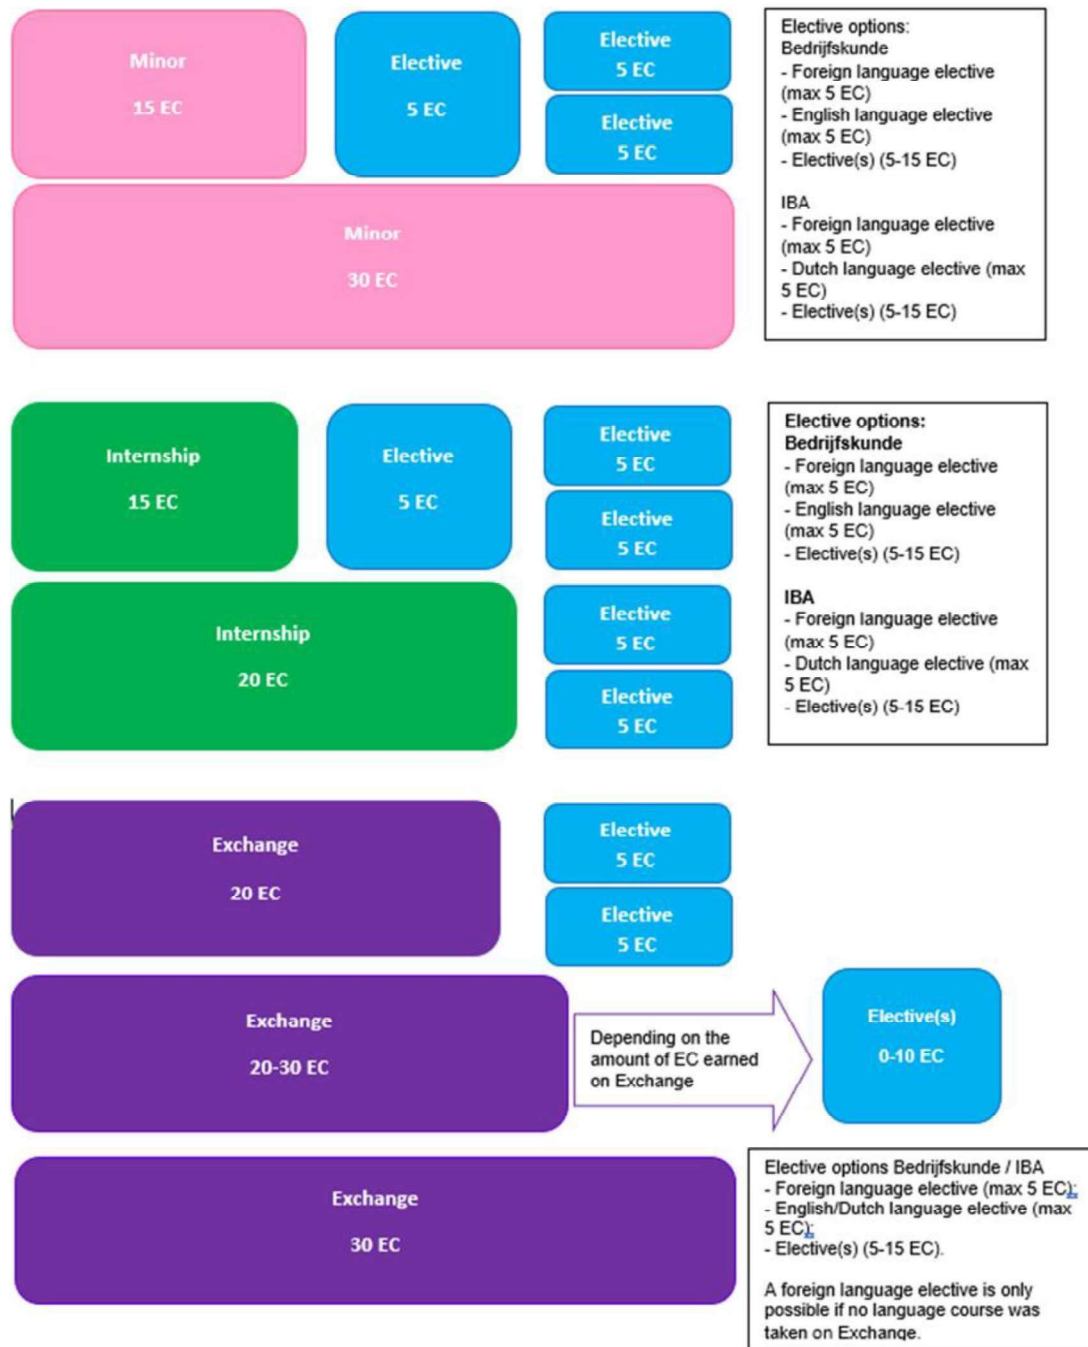 Minor
15 EC
Elective
5 EC
Elective
5 EC
Elective
5 EC
Minor
30 EC
Elective options:
Bedrijfskunde
- Foreign language elective
(max 5 EC)
- English language elective
(max 5 EC)
- Elective(s) (5-15 EC)
IBA
- Foreign language elective
(max 5 EC)
- Dutch language elective (max
5 EC)
- Elective(s) (5-15 EC)
Internship
15 EC
Elective
5 EC
Elective
5 EC
Elective
5 EC
Internship
20 EC
Elective
5 EC
Elective
5 EC
Elective options:
Bedrijfskunde
- Foreign language elective
(max 5 EC)
- English language elective
(max 5 EC)
- Elective(s) (5-15 EC)
IBA
- Foreign language elective
(max 5 EC)
- Dutch language elective (max
5 EC)
- Elective(s) (5-15 EC)
Exchange
20 EC
Elective
5 EC
Elective
5 EC
Exchange
20-30 EC
Depending on the
amount of EC earned
on Exchange
Elective(s)
0-10 EC
Exchange
30 EC
Elective options Bedrijfskunde / IBA
- Foreign language elective (max 5 EC);
- English/Dutch language elective (max
5 EC);
- Elective(s) (5-15 EC).
A foreign language elective is only
possible if no language course was
taken on Exchange.